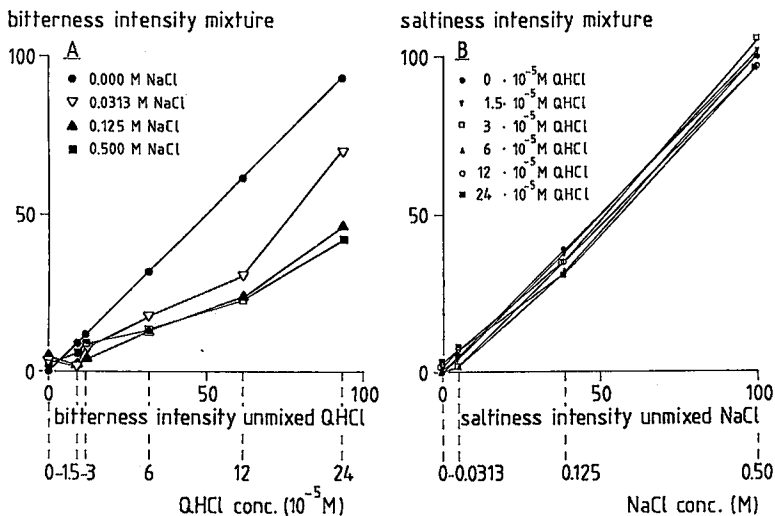 bitterness intensity mixture
A
100
50
0
● 0.000 M NaCl
▽ 0.0313 M NaCl
▲ 0.125 M NaCl
■ 0.500 M NaCl
0 50 100
bitterness intensity unmixed QHCl
0-1.5-3 6 12 24
QHCl conc. (10⁻⁵M)
saltiness intensity mixture
B
100
50
0
● 0 · 10⁻⁵M QHCl
▼ 1.5 · 10⁻⁵M QHCl
□ 3 · 10⁻⁵M QHCl
▲ 6 · 10⁻⁵M QHCl
○ 12 · 10⁻⁵M QHCl
■ 24 · 10⁻⁵M QHCl
0 50 100
saltiness intensity unmixed NaCl
0-0.0313 0.125 0.50
NaCl conc. (M)